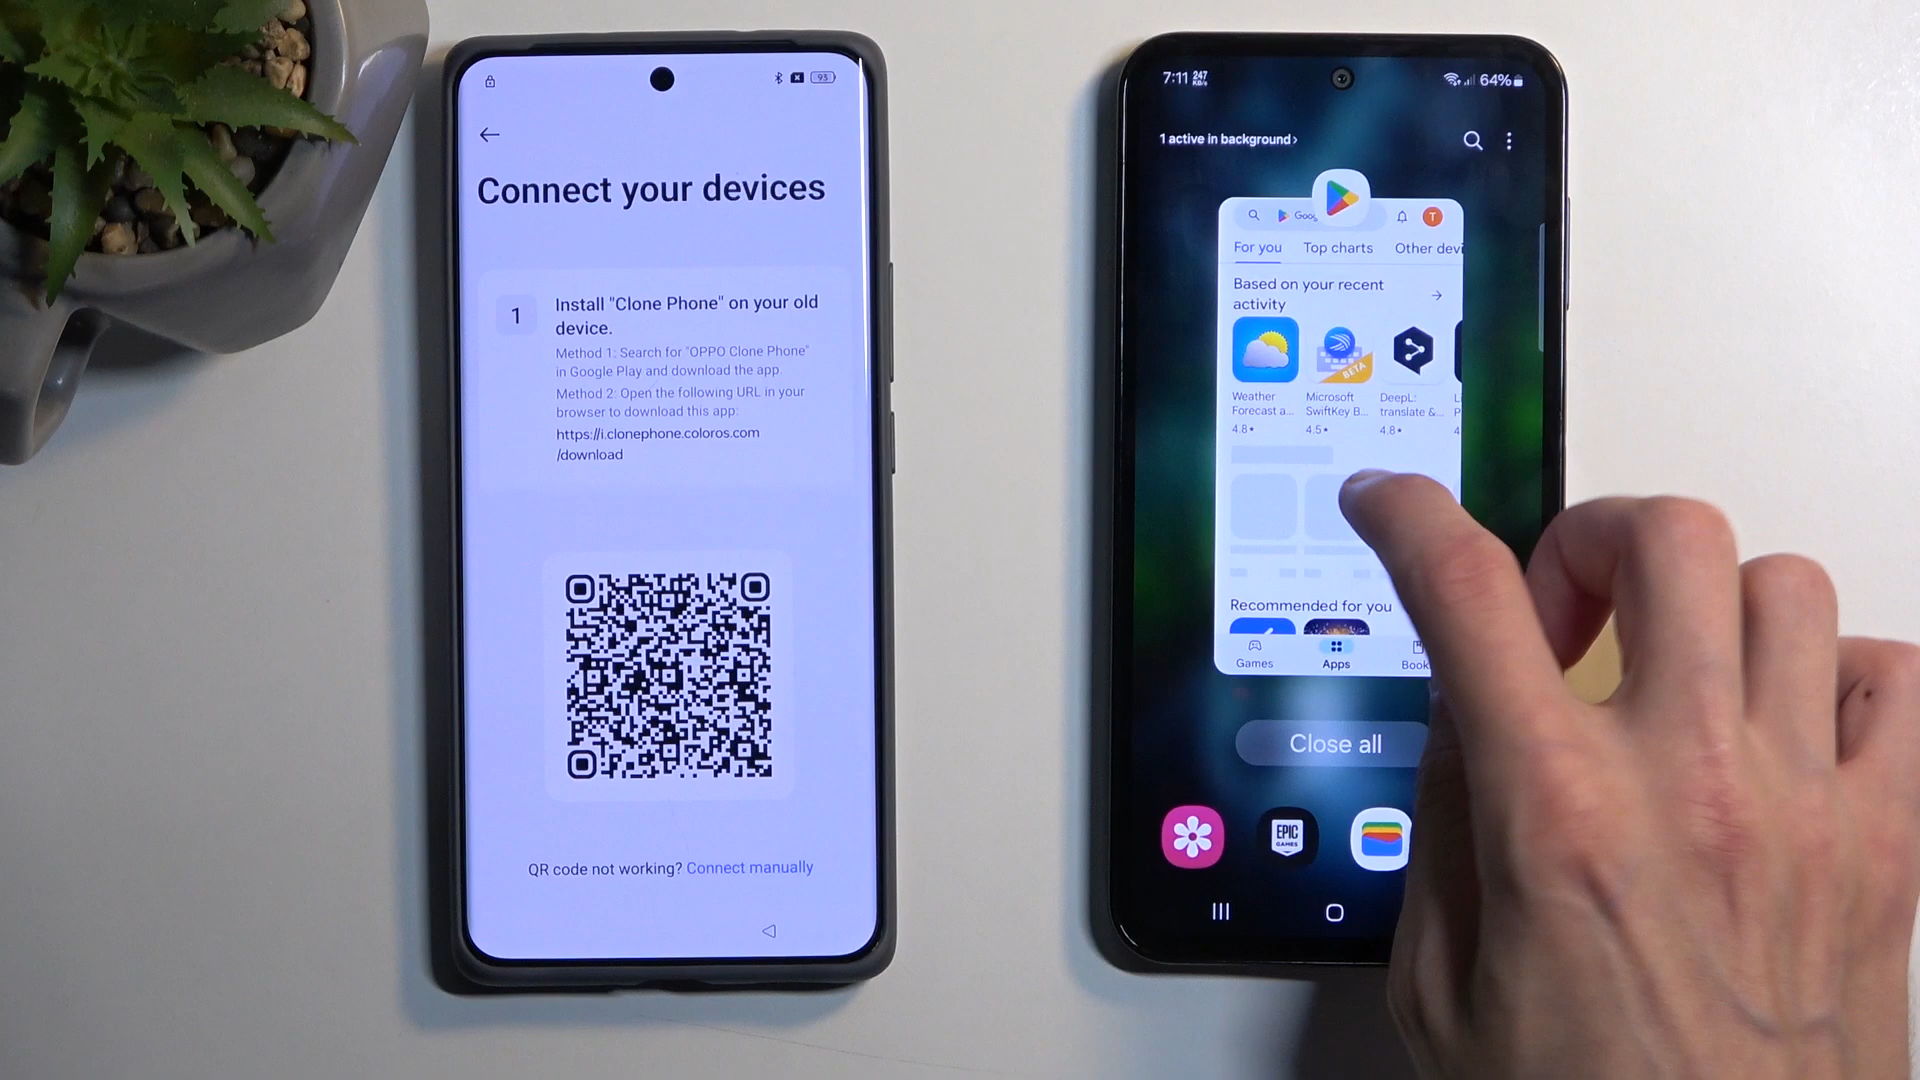 93
Connect your devices
1
Install "Clone Phone" on your old
device.
Method 1: Search for "OPPO Clone Phone"
in Google Play and download the app.
Method 2: Open the following URL in your
browser to download this app:
https://i.clonephone.coloros.com
/download
QR code not working? Connect manually
7:11 247 KB/s
64%
1 active in background ›
T
For you Top charts Other devi
Based on your recent
activity
BETA
Weather Microsoft DeepL:
Forecast a... SwiftKey B... translate &...
4.8★ 4.5★ 4.8★ 4
Recommended for you
Games Apps Book
Close all
EPIC
GAMES